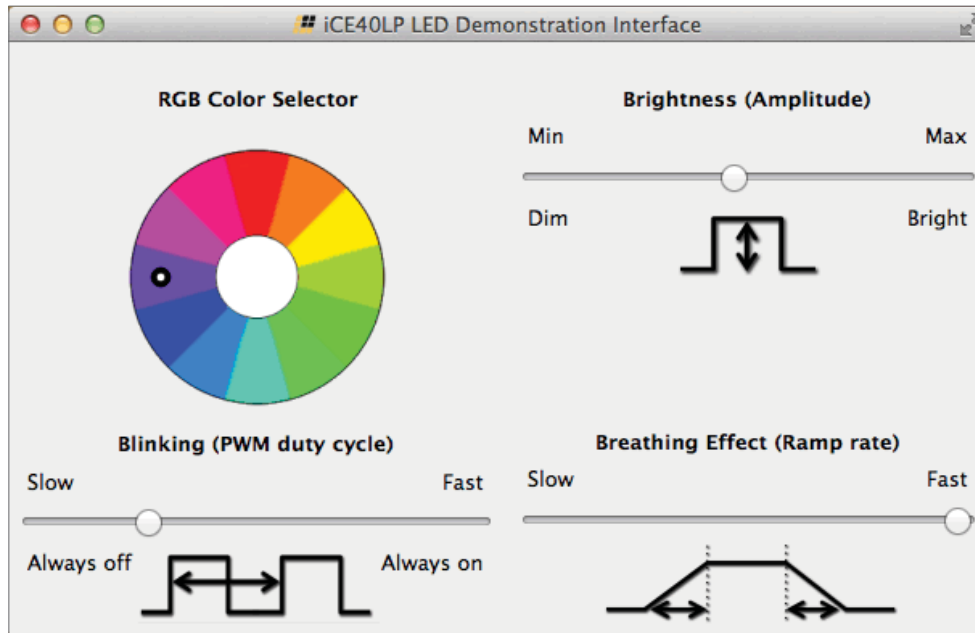 iCE40LP LED Demonstration Interface
RGB Color Selector
Brightness (Amplitude)
Min Max
Dim Bright
Blinking (PWM duty cycle)
Slow Fast
Always off Always on
Breathing Effect (Ramp rate)
Slow Fast